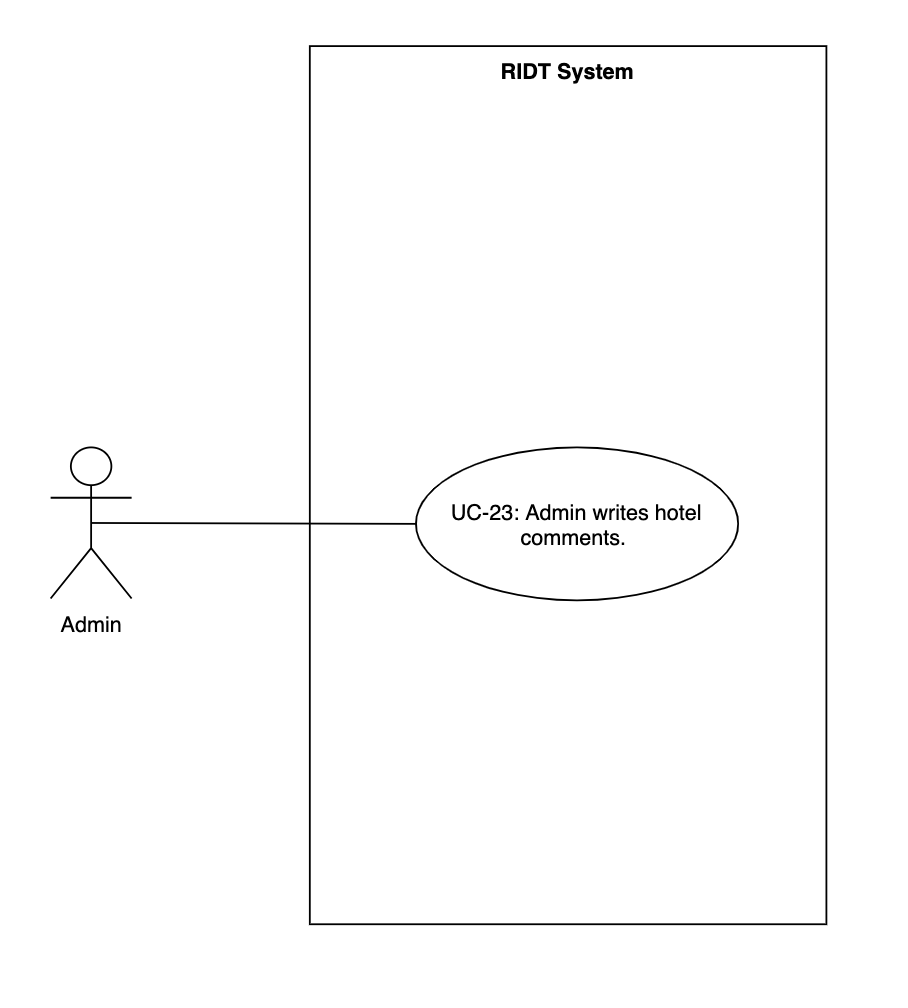 RIDT System
UC-23: Admin writes hotel
comments.
Admin